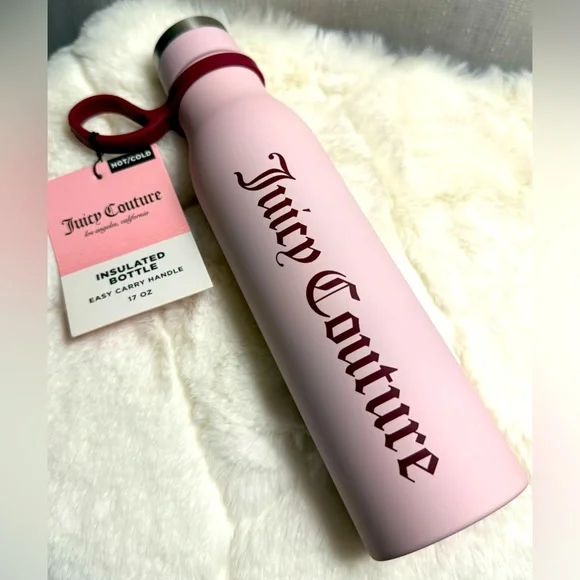 HOT/COLD
Juicy Couture
los angeles, california
INSULATED
BOTTLE
EASY CARRY HANDLE
17 OZ
Juicy Couture